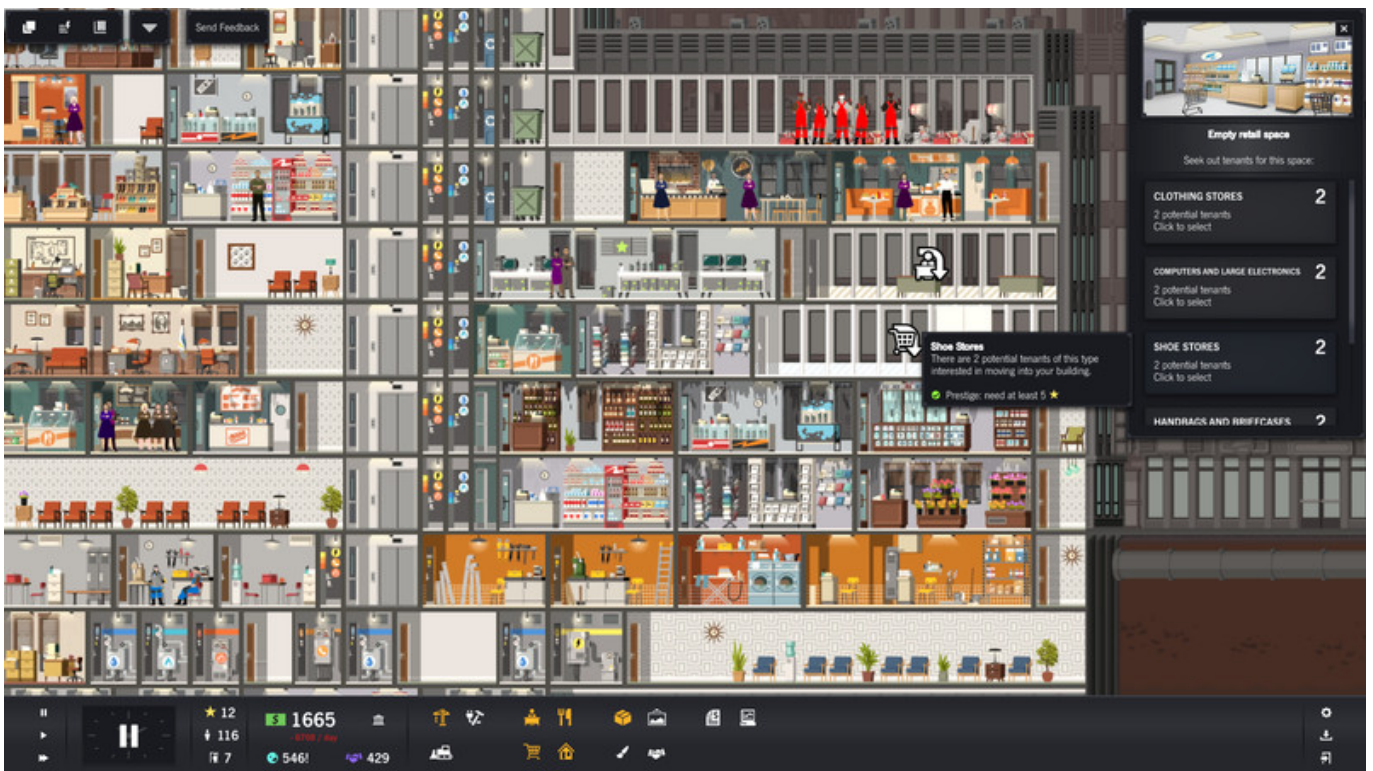 Send Feedback
Empty retail space
Seek out tenants for this space:
CLOTHING STORES 2
2 potential tenants
Click to select
COMPUTERS AND LARGE ELECTRONICS 2
2 potential tenants
Click to select
Shoe Stores
There are 2 potential tenants of this type
interested in moving into your building.
Prestige: need at least 5
SHOE STORES 2
2 potential tenants
Click to select
HANDBAGS AND BRIEFCASES 2
12
116
7
$ 1665
/ day
546!
429